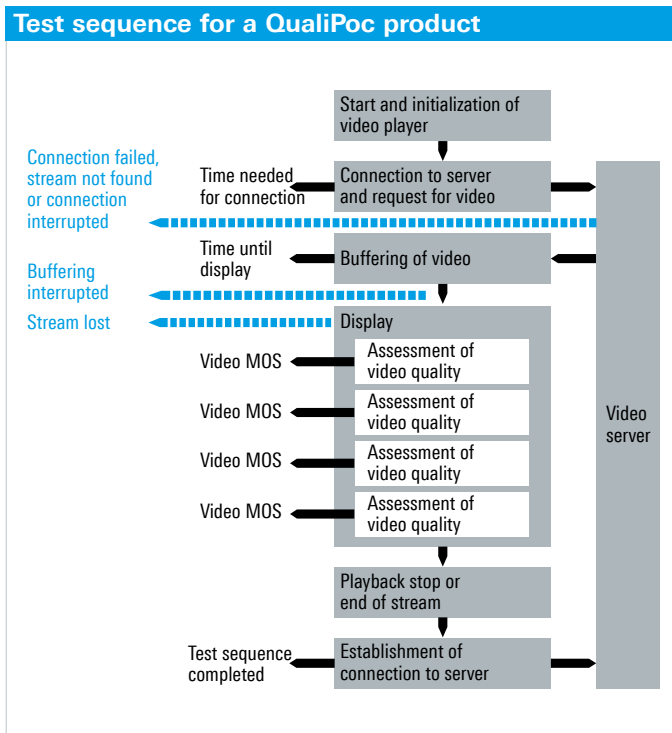 Test sequence for a QualiPoc product
Start and initialization of
video player
Connection failed,
stream not found
or connection
interrupted
Time needed
for connection
Connection to server
and request for video
Time until
display
Buffering of video
Buffering
interrupted
Stream lost
Display
Video MOS
Assessment of
video quality
Video MOS
Assessment of
video quality
Video MOS
Assessment of
video quality
Video MOS
Assessment of
video quality
Video
server
Playback stop or
end of stream
Test sequence
completed
Establishment of
connection to server